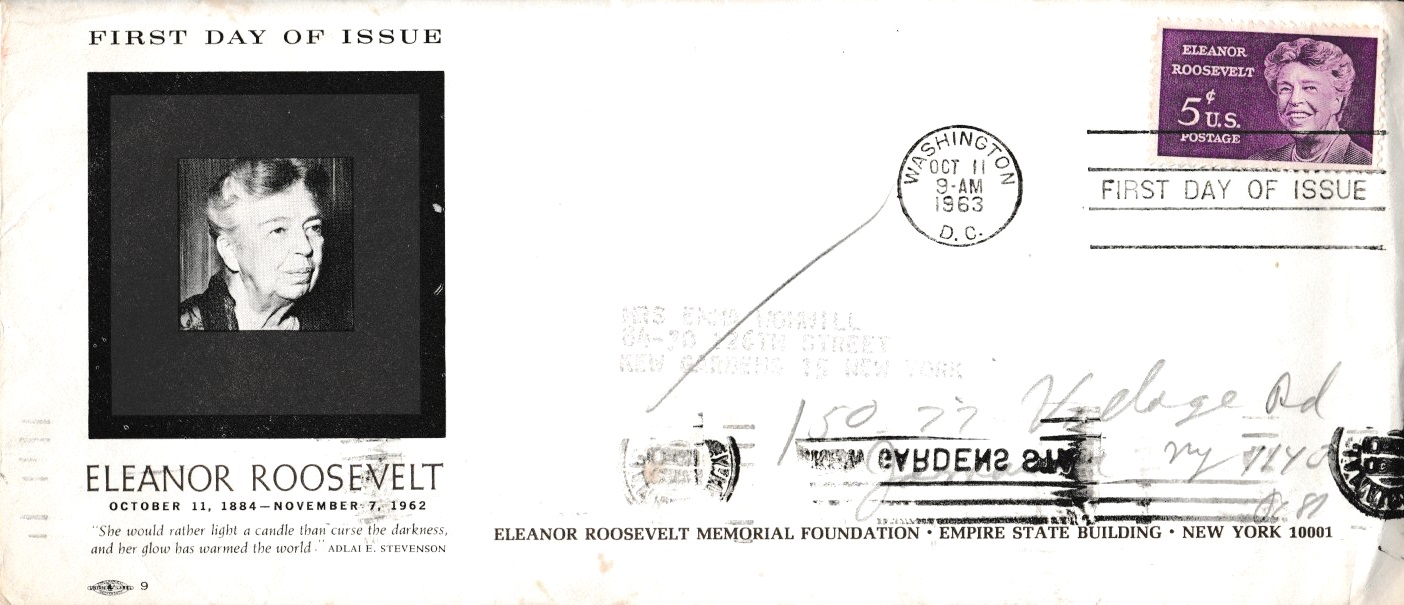 FIRST DAY OF ISSUE
ELEANOR
ROOSEVELT
5¢ U.S.
POSTAGE
WASHINGTON
OCT 11
9-AM
1963
D. C.
FIRST DAY OF ISSUE
MRS
STREET
NEW YORK
150-77 Village Rd
NY
GARDENS
ELEANOR ROOSEVELT
OCTOBER 11, 1884—NOVEMBER 7, 1962
"She would rather light a candle than curse the darkness,
and her glow has warmed the world." ADLAI E. STEVENSON
ELEANOR ROOSEVELT MEMORIAL FOUNDATION · EMPIRE STATE BUILDING · NEW YORK 10001
9